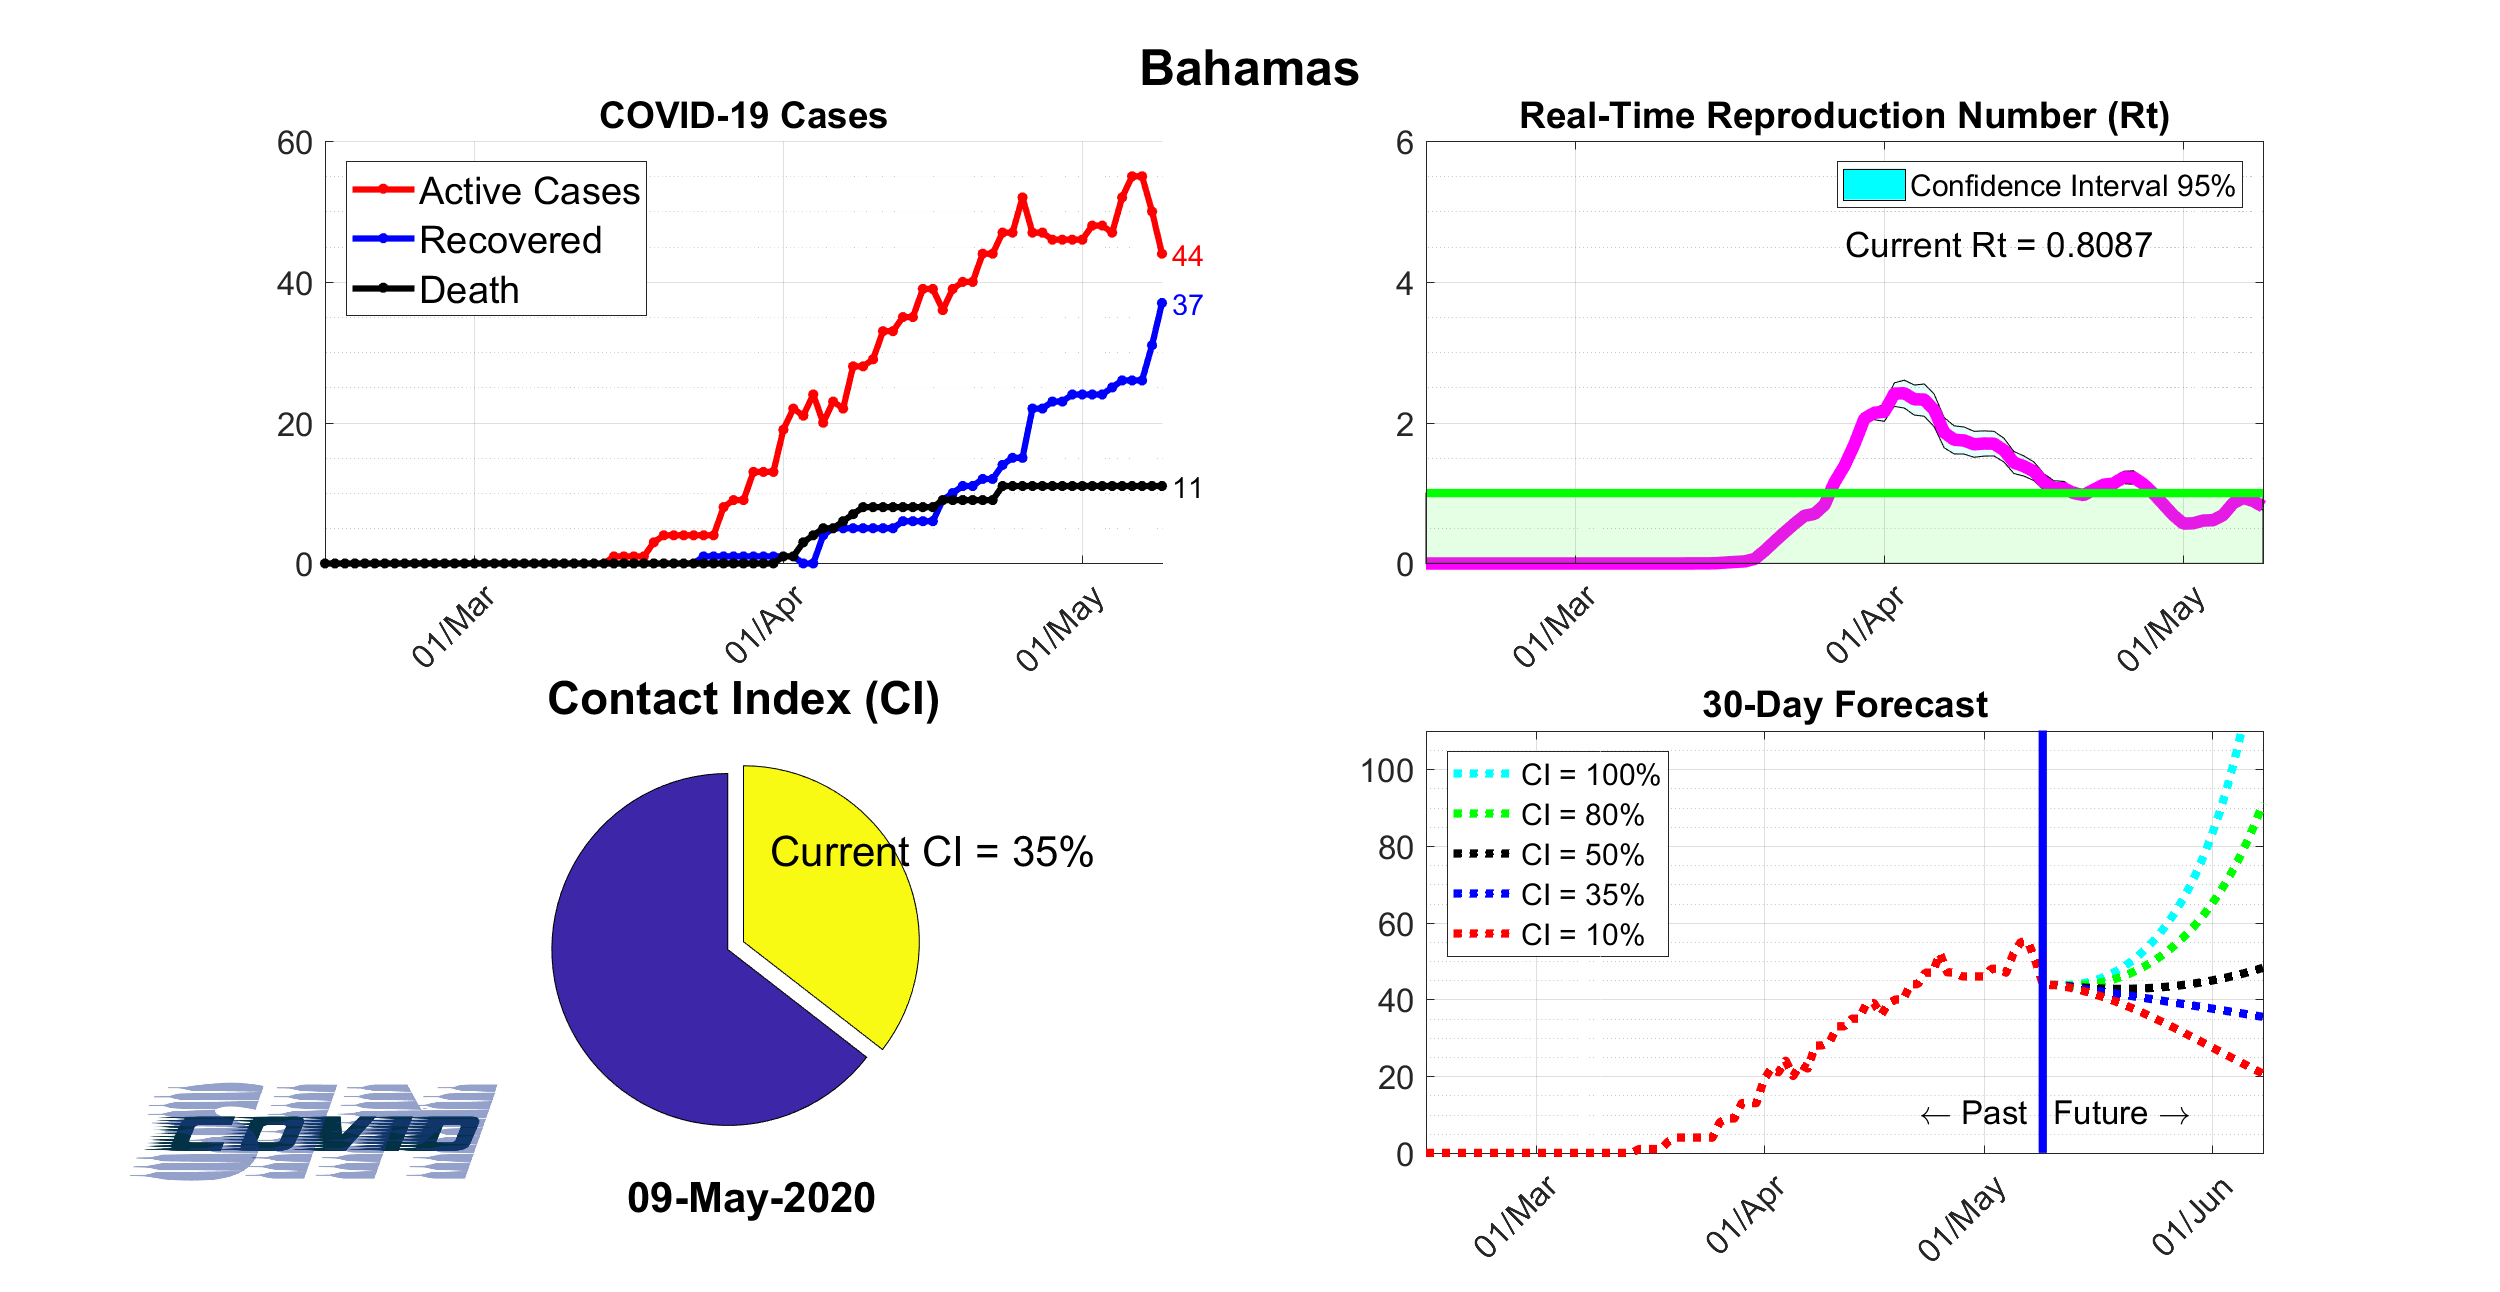 Bahamas
COVID-19 Cases
60
40
20
0
Active Cases
Recovered
Death
44
37
11
01/Mar
01/Apr
01/May
Real-Time Reproduction Number (Rt)
6
4
2
0
Confidence Interval 95%
Current Rt = 0.8087
01/Mar
01/Apr
01/May
Contact Index (CI)
Current CI = 35%
SIM
COVID
09-May-2020
30-Day Forecast
100
80
60
40
20
0
CI = 100%
CI = 80%
CI = 50%
CI = 35%
CI = 10%
← Past
Future →
01/Mar
01/Apr
01/May
01/Jun